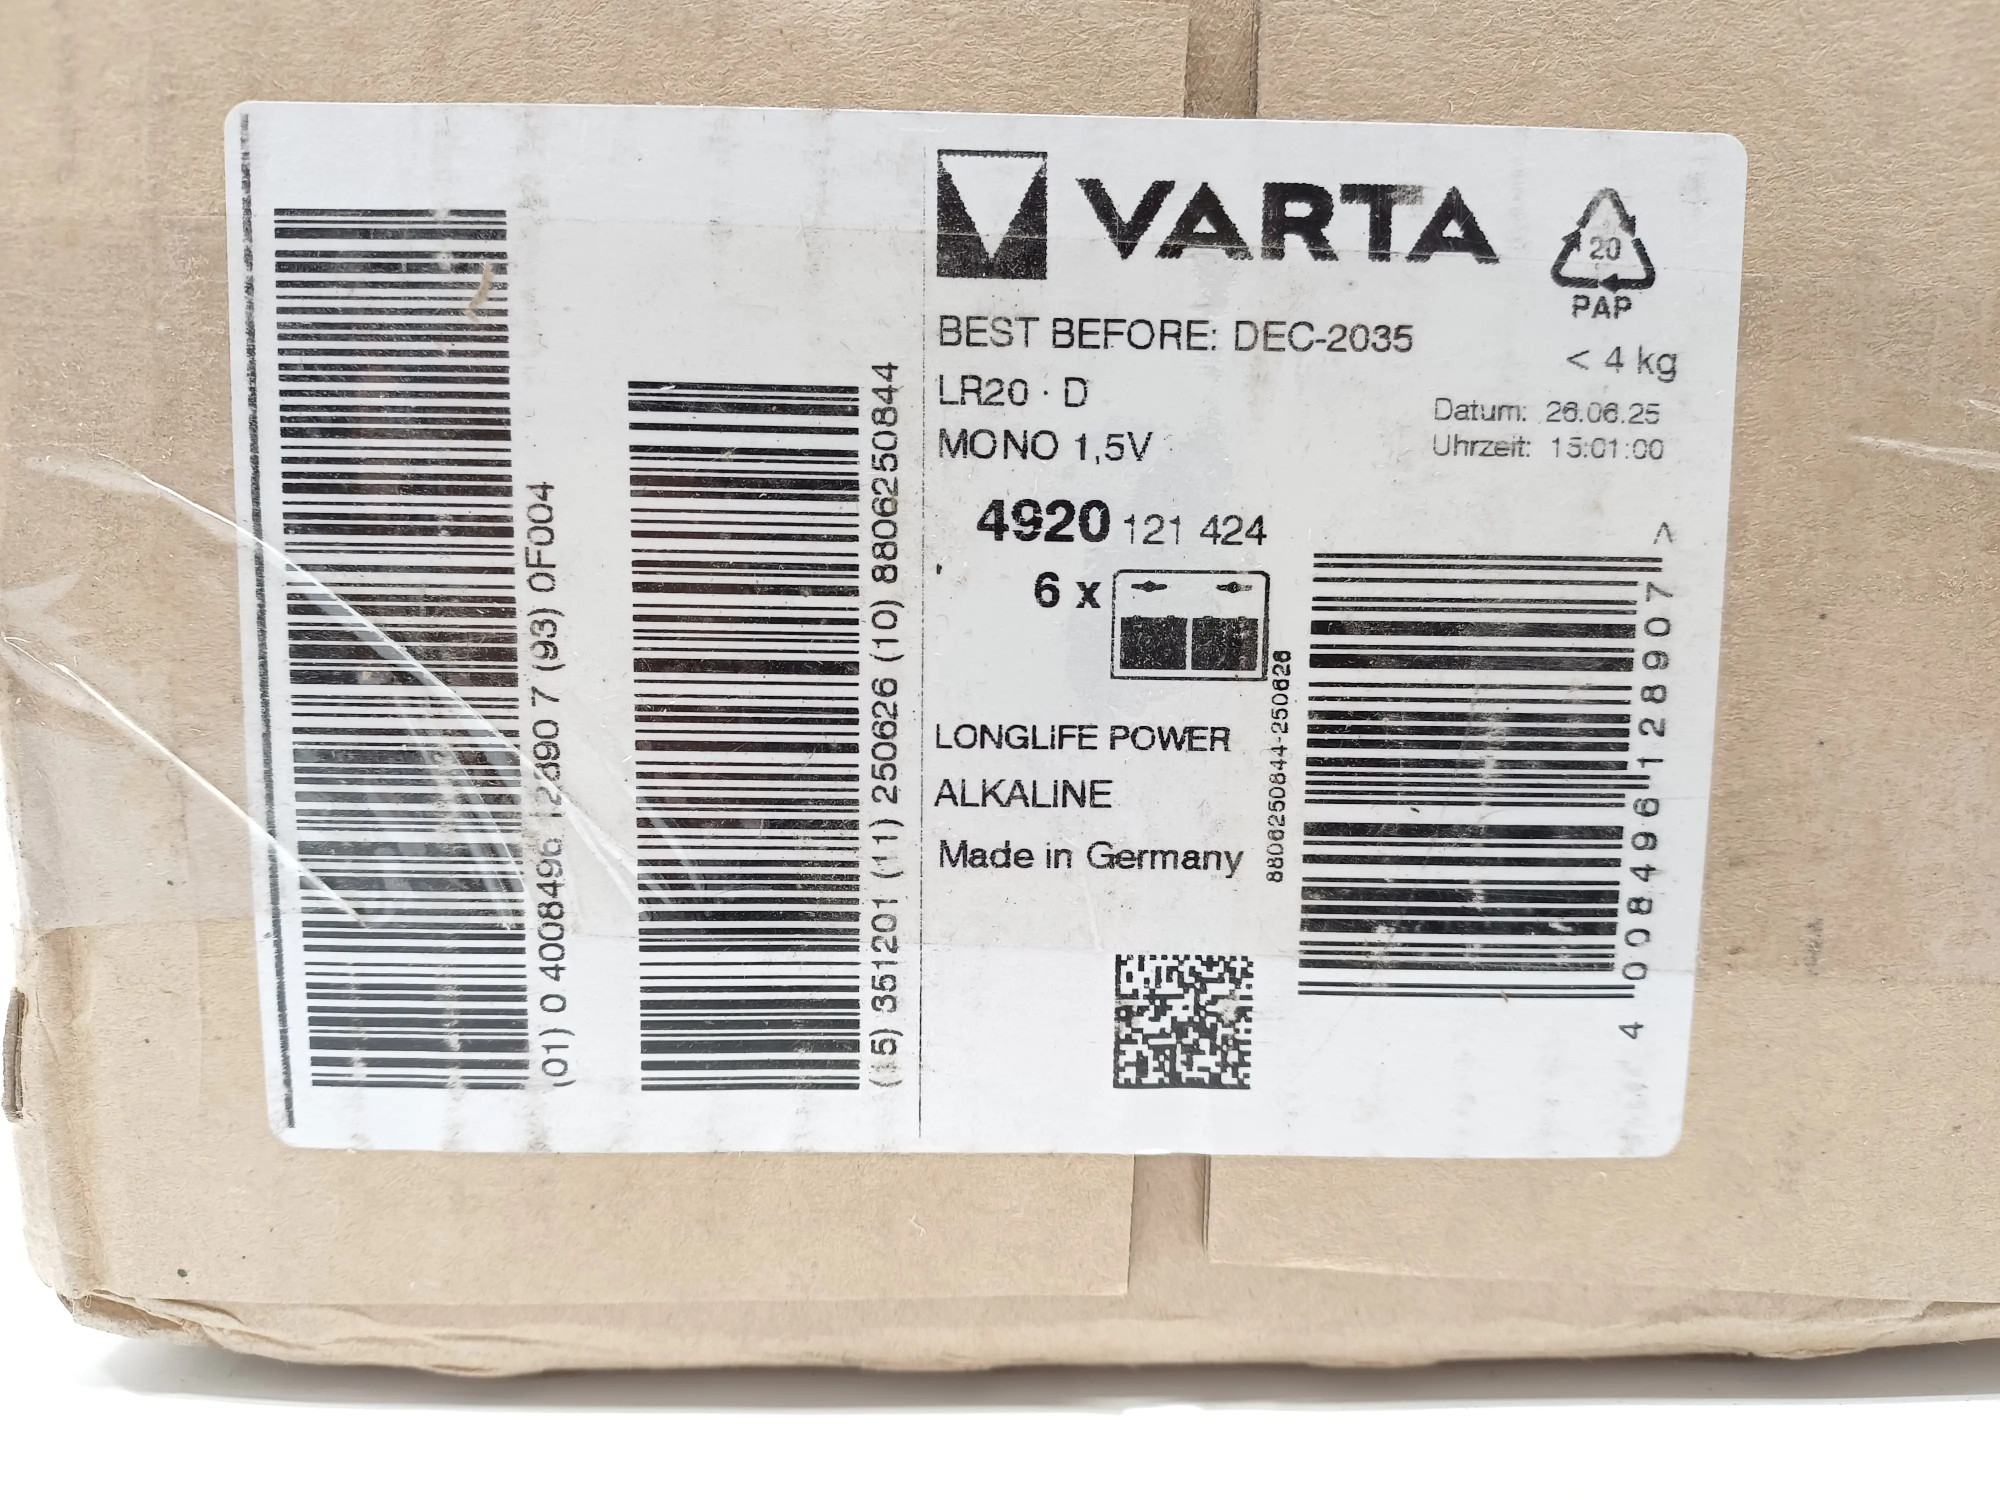 VARTA
20
PAP
BEST BEFORE: DEC-2035
< 4 kg
LR20 · D
Datum: 26.06.25
MONO 1,5V
Uhrzeit: 15:01:00
4920 121 424
6 x
LONGLIFE POWER
ALKALINE
Made in Germany
8806250844-250626
4 008496 128907 >
(01) 0 4008496 12890 7 (93) 0F004
(15) 351201 (11) 250626 (10) 8806250844